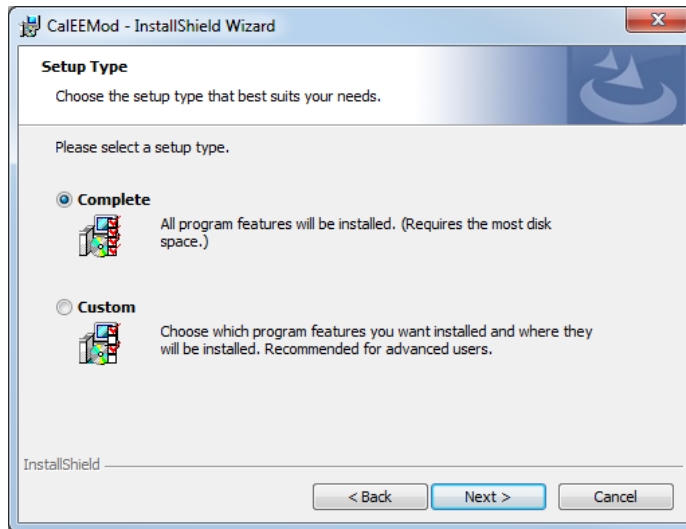 CalEEMod - InstallShield Wizard
Setup Type
Choose the setup type that best suits your needs.
Please select a setup type.
Complete
All program features will be installed. (Requires the most disk
space.)
Custom
Choose which program features you want installed and where they
will be installed. Recommended for advanced users.
InstallShield
< Back
Next >
Cancel